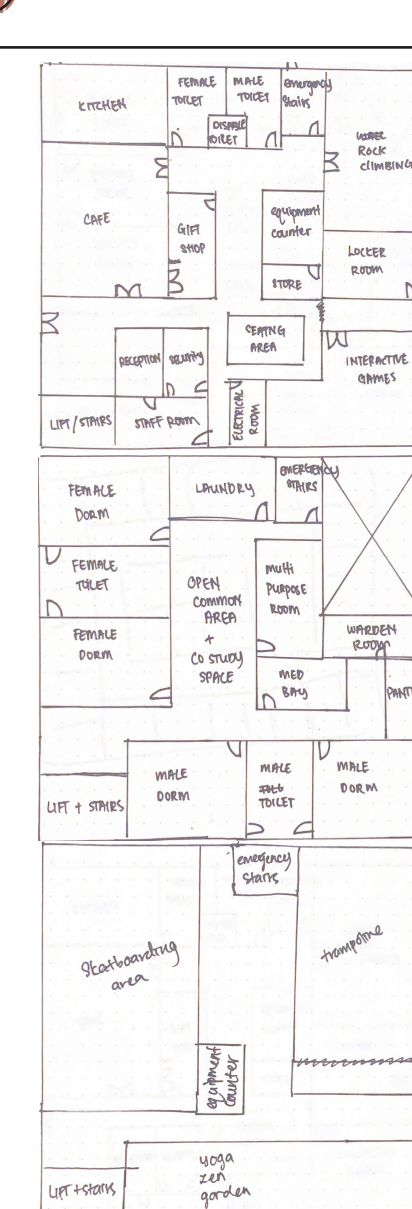 KITCHEN
FEMALE
TOILET
MALE
TOILET
emergency
stairs
DISABLE
TOILET
ROCK
CLIMBING
CAFE
GIFT
SHOP
equipment
counter
LOCKER
ROOM
STORE
SEATING
AREA
RECEPTION
SECURITY
INTERACTIVE
GAMES
LIFT/STAIRS
STAFF ROOM
ELECTRICAL
ROOM
FEMALE
DORM
LAUNDRY
EMERGENCY
STAIRS
FEMALE
TOILET
OPEN
COMMON
AREA
+
CO STUDY
SPACE
MULTI
PURPOSE
ROOM
FEMALE
DORM
WARDEN
ROOM
MED
BAY
PANT
MALE
DORM
MALE
TOILET
MALE
DORM
LIFT + STAIRS
emegency
stairs
Skatboarding
area
trampoline
equipment
counter
yoga
zen
garden
LIFT + stairs